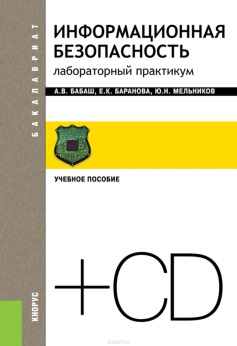 БАКАЛАВРИАТ
ИНФОРМАЦИОННАЯ
БЕЗОПАСНОСТЬ
лабораторный практикум
А.В. БАБАШ, Е.К. БАРАНОВА, Ю.Н. МЕЛЬНИКОВ
УЧЕБНОЕ ПОСОБИЕ
+CD
КНОРУС